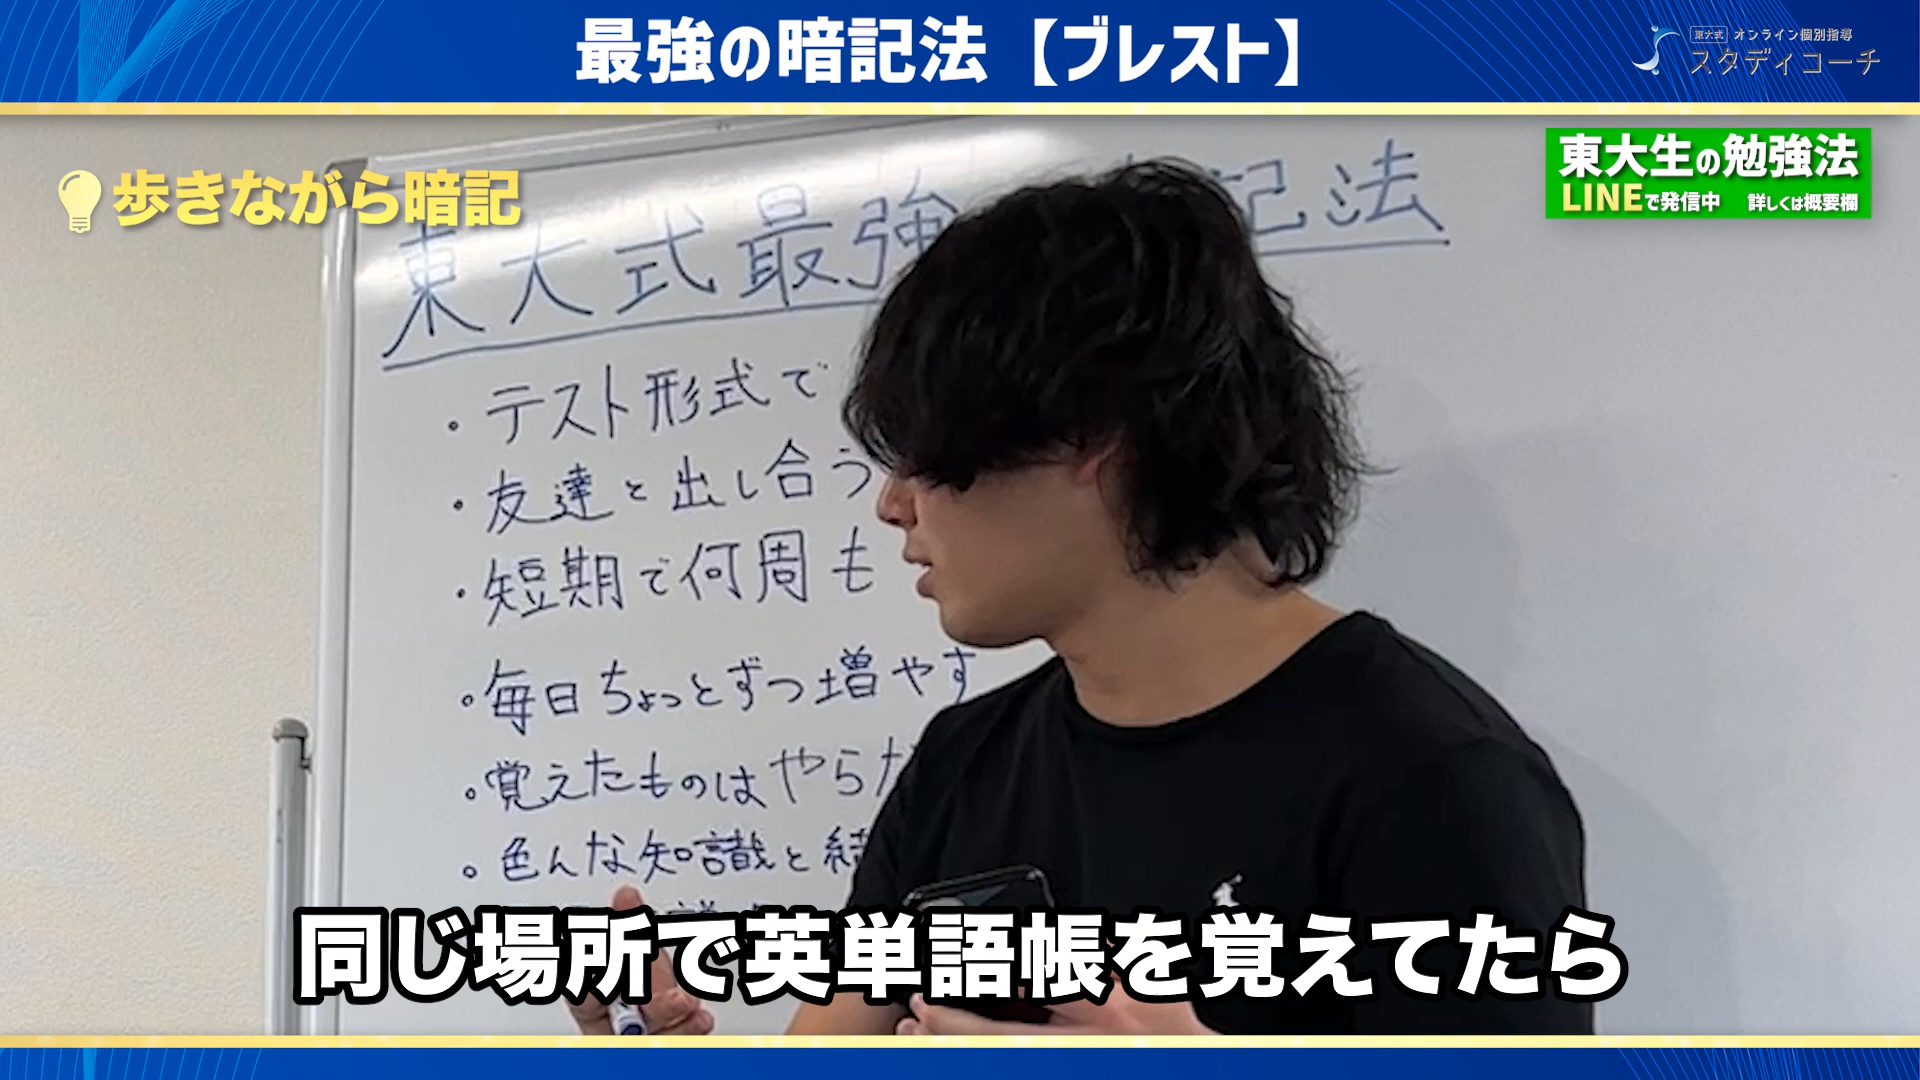 最強の暗記法【ブレスト】
東大式 オンライン個別指導
スタディコーチ
東大生の勉強法
LINEで発信中 詳しくは概要欄
歩きながら暗記
東大式最強 記法
・テスト形式で
・友達と出し合う
・短期で何周も
・毎日ちょっとずつ増やす
・覚えたものはやらな
・色んな知識と結
同じ場所で英単語帳を覚えてたら